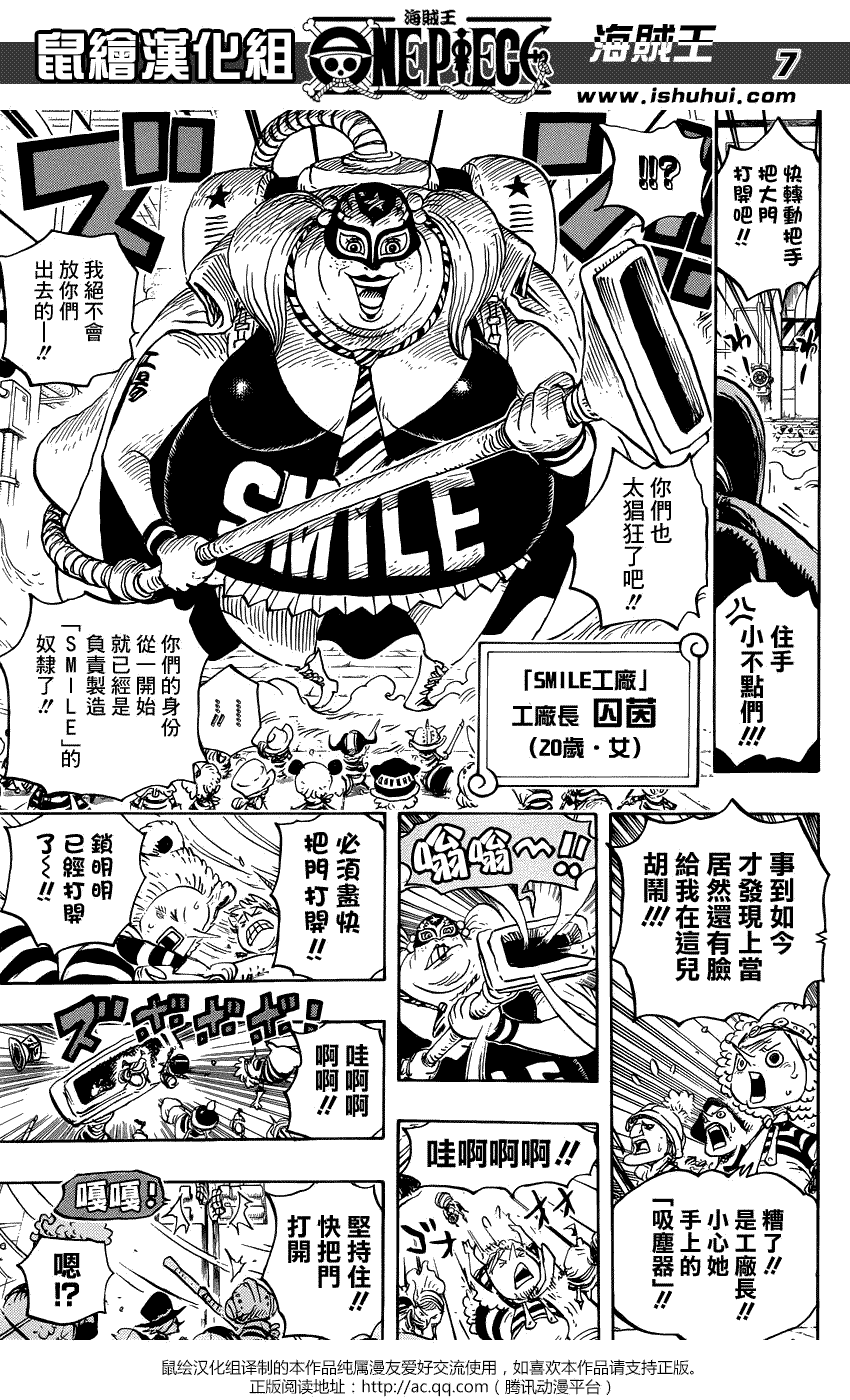 鼠繪漢化組
海賊王
ONE PIECE
海賊王
7
www.ishuhui.com
快轉動把手
把大門
打開吧!!
!!?
住手
小不點們!!!
ズズ
我絕不會
放你們
出去的—!!
工場
SMILE
你們也
太猖狂了吧!!
「SMILE工廠」
工廠長 囚茵
(20歲·女)
你們的身份
從一開始
就已經是
負責製造
「SMILE」的
奴隸了!!
!!!!
事到如今
才發現上當
居然還有臉
給我在這兒
胡鬧!!!
糟了!!
是工廠長!!
小心她
手上的
「吸塵器」!!
嗡嗡~!!
哇啊啊啊!!
必須盡快
把門打開!!
鎖明明
已經打開
了~!!
ズボボボボ!
哇啊啊
啊啊!!
堅持住!!
快把門
打開
嘎嘎!
嗯!?
鼠绘汉化组译制的本作品纯属漫友爱好交流使用，如喜欢本作品请支持正版。
正版阅读地址：http://ac.qq.com（腾讯动漫平台）